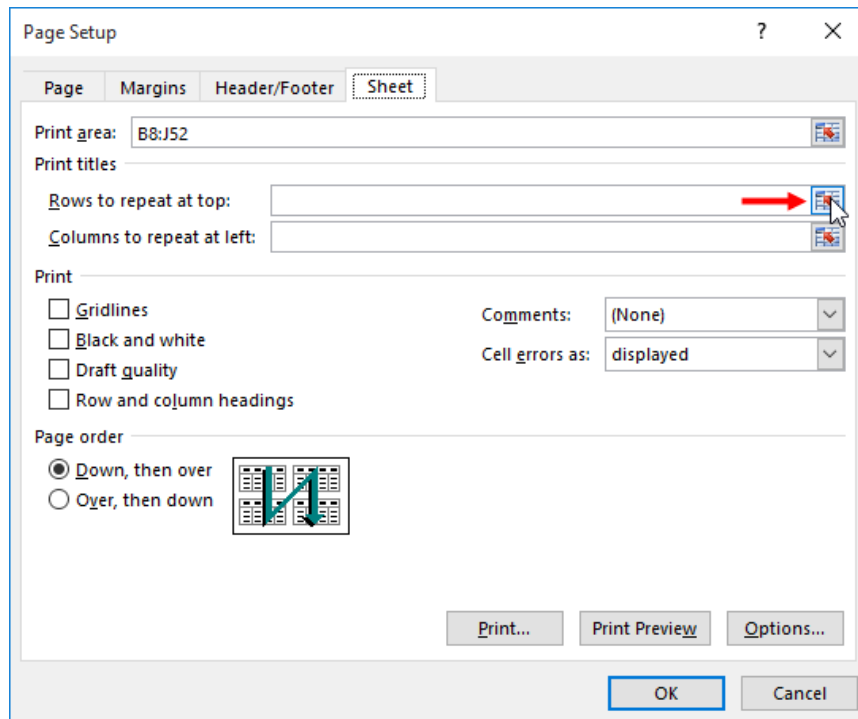 Page Setup ?
Page Margins Header/Footer Sheet
Print area: B8:J52
Print titles
Rows to repeat at top:
Columns to repeat at left:
Print
Gridlines
Comments: (None)
Black and white
Cell errors as: displayed
Draft quality
Row and column headings
Page order
Down, then over
Over, then down
Print... Print Preview Options...
OK Cancel